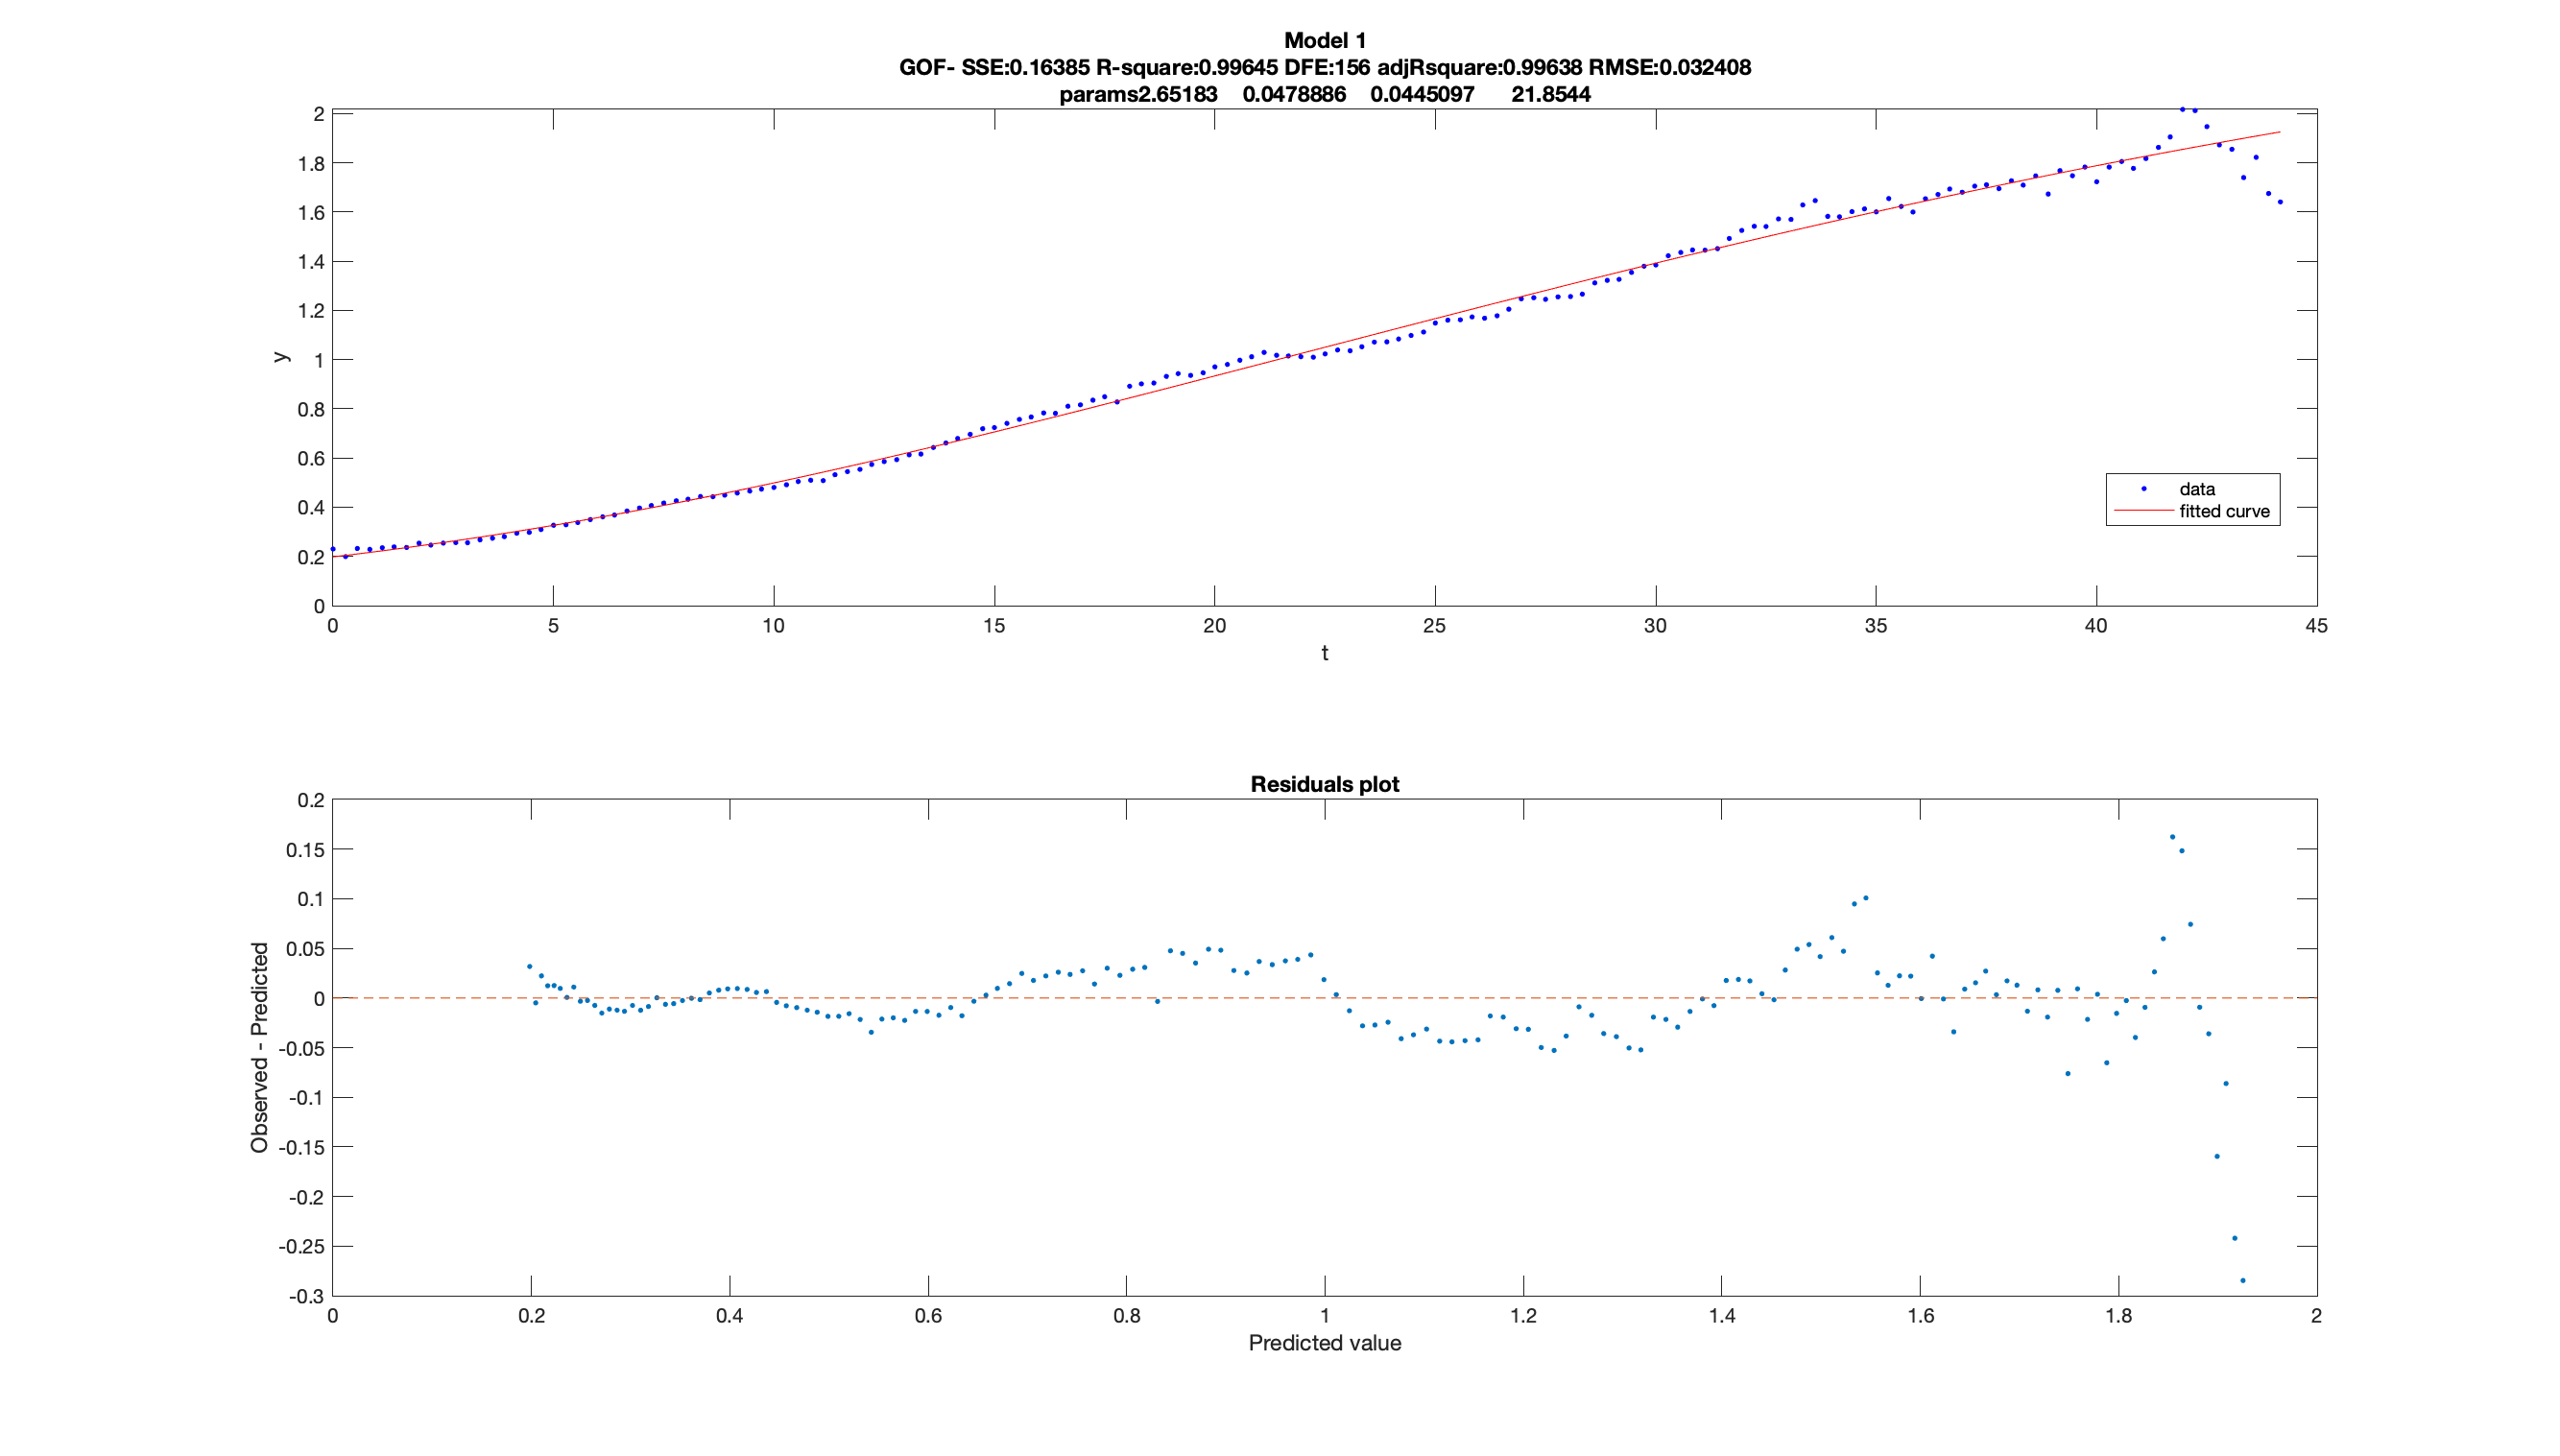 Model 1
GOF- SSE:0.16385 R-square:0.99645 DFE:156 adjRsquare:0.99638 RMSE:0.032408
params2.65183 0.0478886 0.0445097 21.8544
2
1.8
1.6
1.4
1.2
1
0.8
0.6
0.4
0.2
0
y
0 5 10 15 20 25 30 35 40 45
t
data
fitted curve
Residuals plot
0.2
0.15
0.1
0.05
0
-0.05
-0.1
-0.15
-0.2
-0.25
-0.3
Observed - Predicted
0 0.2 0.4 0.6 0.8 1 1.2 1.4 1.6 1.8 2
Predicted value